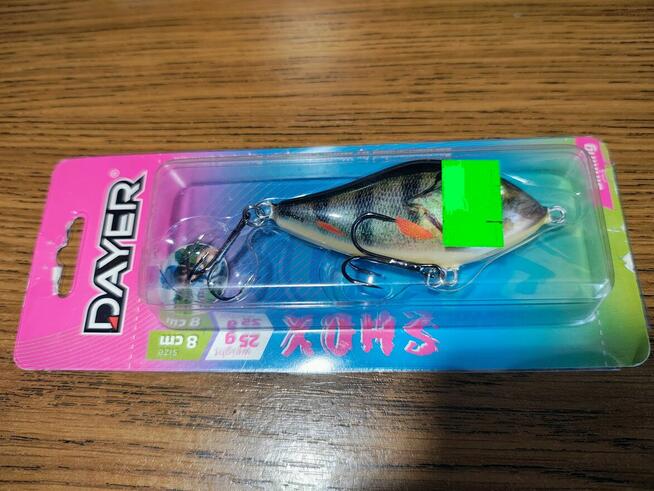 DAYER®
SHOX
weight
25 g
size
8 cm